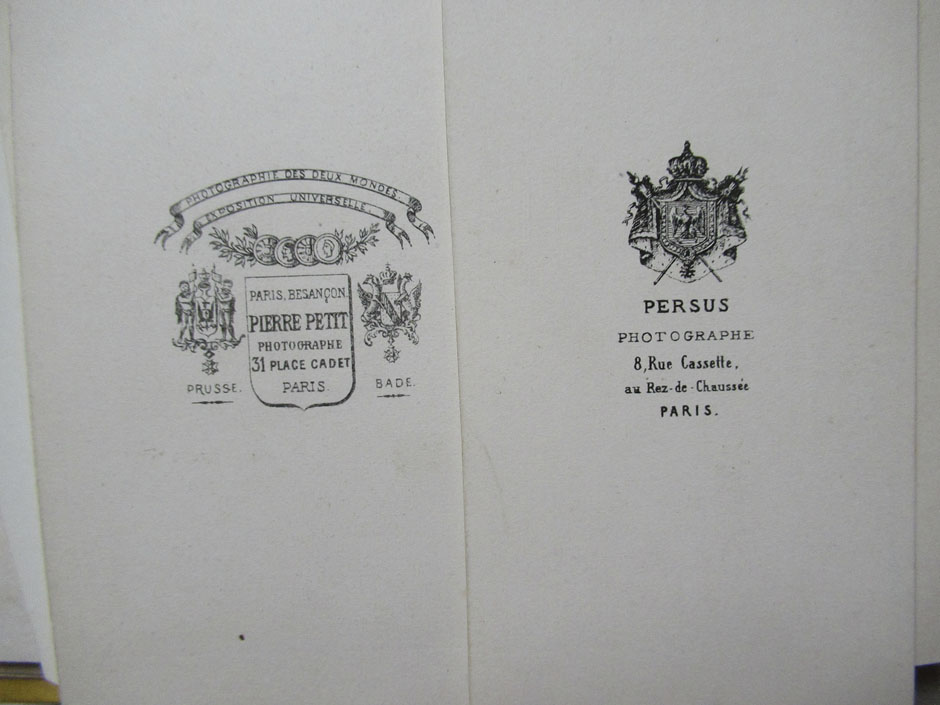 PHOTOGRAPHIE DES DEUX MONDES.
EXPOSITION UNIVERSELLE.
PARIS, BESANÇON.
PIERRE PETIT
PHOTOGRAPHE
31 PLACE CADET
PARIS.
PRUSSE.
BADE.
PERSUS
PHOTOGRAPHE
8, Rue Cassette,
au Rez-de-Chaussée
PARIS.